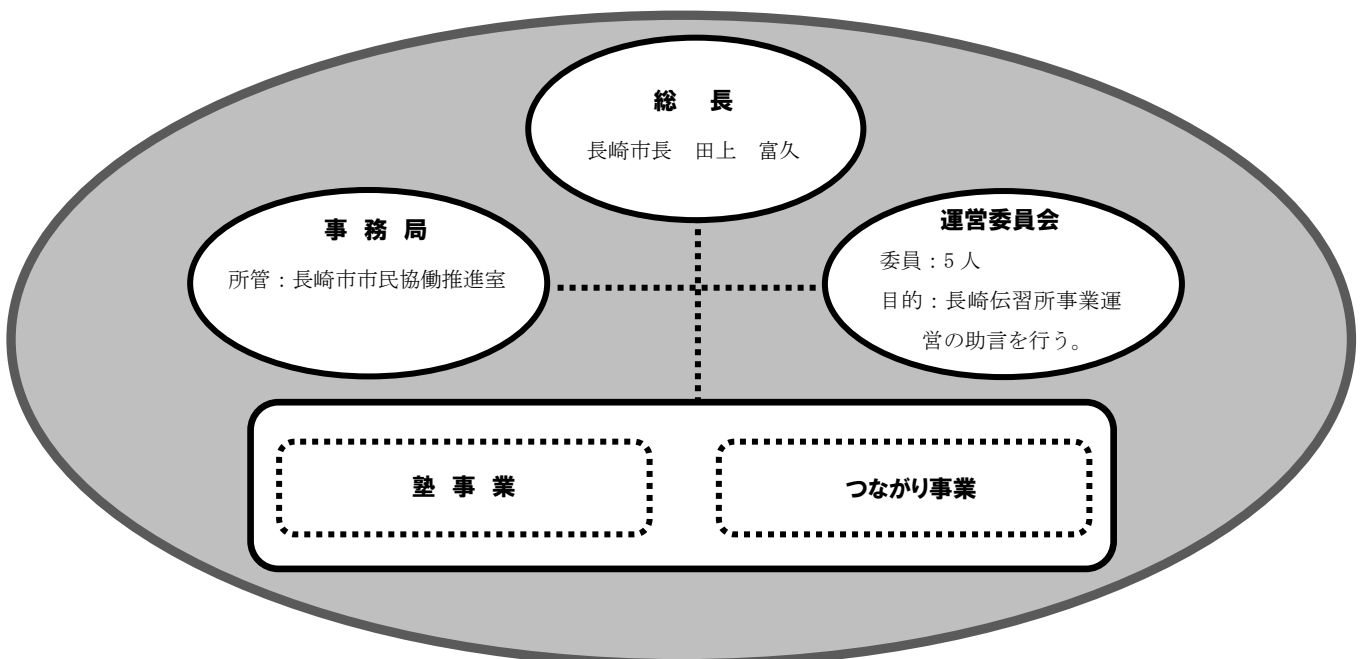 総　長
長崎市長　田上　富久
事 務 局
所管：長崎市市民協働推進室
運営委員会
委員：5 人
目的：長崎伝習所事業運
営の助言を行う。
塾 事 業
つながり事業